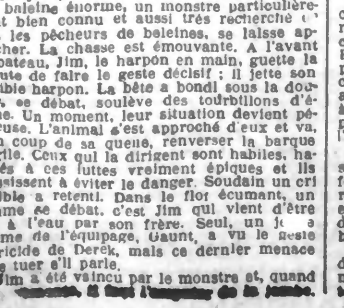 baleine énorme, un monstre particulière-
t bien connu et aussi très recherché
les pêcheurs de baleines, se laisse ap-
cher. La chasse est émouvante. A l'avant
bateau, Jim, le harpon en main, guette la
ute de faire le geste décisif ; il jette son
ible harpon. La bête a bondi sous la dou-
, se débat, soulève des tourbillons d'é-
e. Un moment, leur situation devient pé-
euse. L'animal s'est approché d'eux et va,
n coup de sa queue, renverser la barque
gile. Ceux qui la dirigent sont habiles, ha-
és à ces luttes vraiment épiques et ils
ssissent à éviter le danger. Soudain un cri
ible a retenti. Dans le flot écumant, un
me se débat. c'est Jim qui vient d'être
à l'eau par son frère. Seul, un
me de l'équipage, Gaunt, a vu le geste
ricide de Derek, mais ce dernier menace
e tuer s'il parle.
Jim a été vaincu par le monstre et, quand